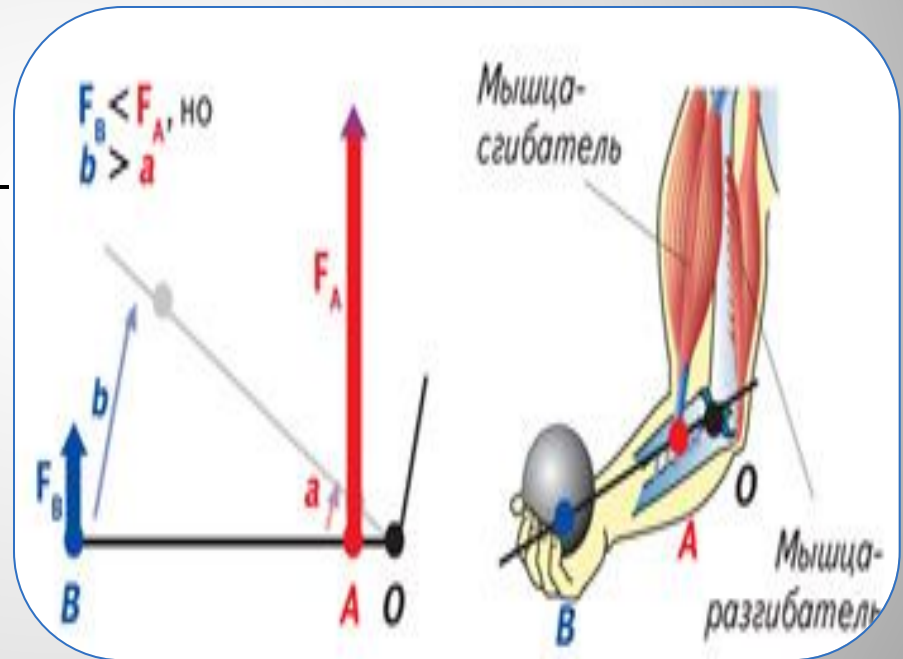 F_B < F_A, но
b > a
F_A
b
F_B
a
B
A
O
Мышца-
сгибатель
O
A
B
Мышца-
разгибатель